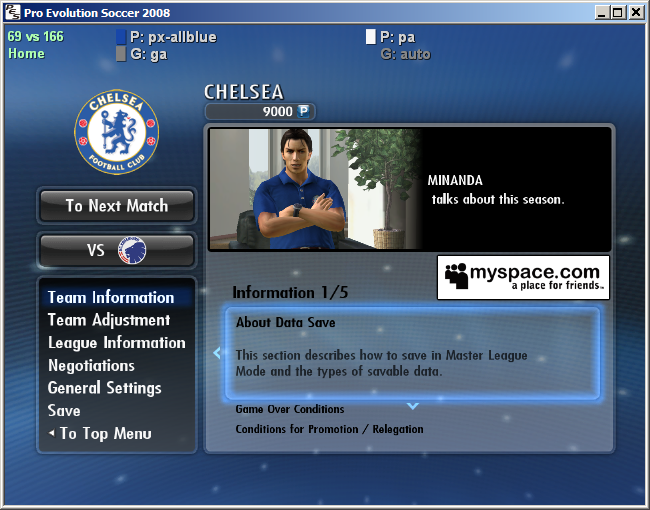 Pro Evolution Soccer 2008
69 vs 166
P: px-allblue
P: pa
Home
G: ga
G: auto
CHELSEA
9000 P
CHELSEA
FOOTBALL CLUB
MINANDA
talks about this season.
To Next Match
VS
myspace.com
a place for friends
Information 1/5
Team Information
Team Adjustment
League Information
Negotiations
General Settings
Save
To Top Menu
About Data Save
This section describes how to save in Master League
Mode and the types of savable data.
Game Over Conditions
Conditions for Promotion / Relegation